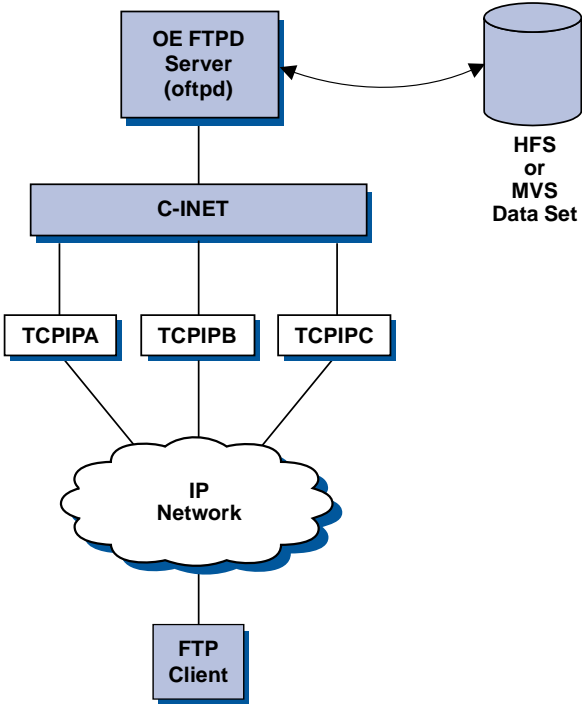 OE FTPD
Server
(oftpd)
HFS
or
MVS
Data Set
C-INET
TCPIPA
TCPIPB
TCPIPC
IP
Network
FTP
Client